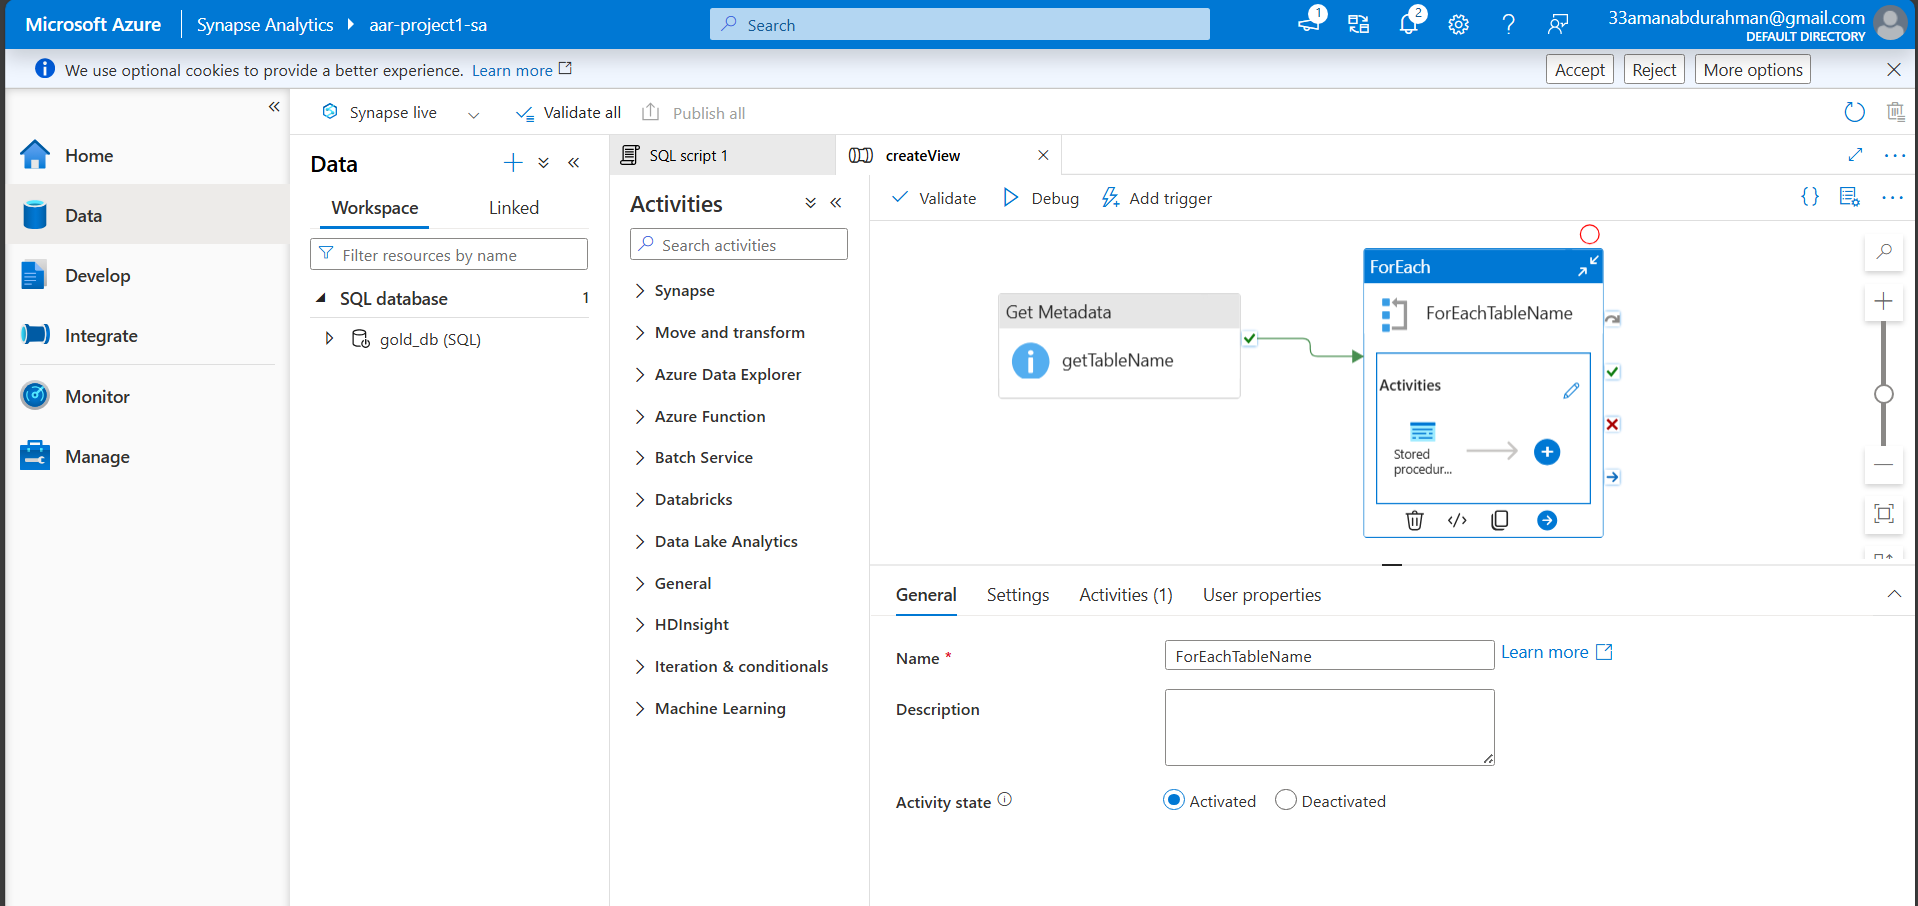 Microsoft Azure
Synapse Analytics
aar-project1-sa
Search
1
2
33amanabdurahman@gmail.com
DEFAULT DIRECTORY
We use optional cookies to provide a better experience. Learn more
Accept
Reject
More options
Synapse live
Validate all
Publish all
Home
Data
Develop
Integrate
Monitor
Manage
Data
Workspace
Linked
Filter resources by name
SQL database
1
gold_db (SQL)
SQL script 1
createView
Activities
Search activities
Synapse
Move and transform
Azure Data Explorer
Azure Function
Batch Service
Databricks
Data Lake Analytics
General
HDInsight
Iteration & conditionals
Machine Learning
Validate
Debug
Add trigger
Get Metadata
getTableName
ForEach
ForEachTableName
Activities
Stored
procedur...
General
Settings
Activities (1)
User properties
Name *
ForEachTableName
Learn more
Description
Activity state
Activated
Deactivated